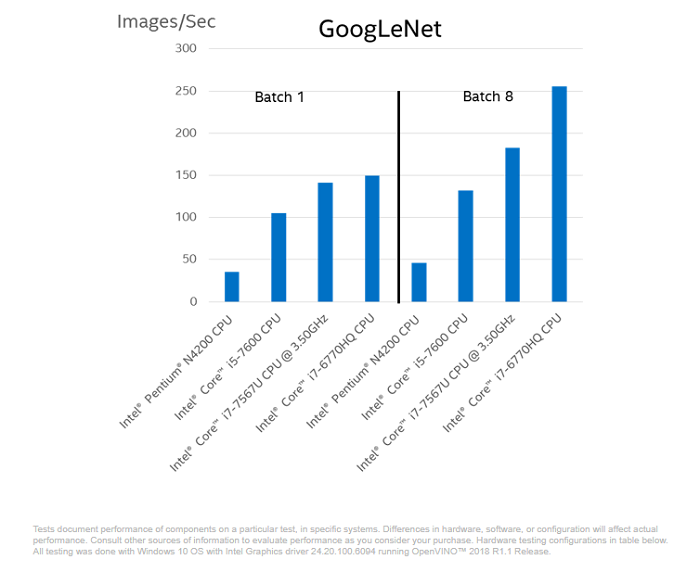 Images/Sec
GoogLeNet
300
250
200
150
100
50
0
Batch 1
Batch 8
Intel® Pentium® N4200 CPU
Intel® Core™ i5-7600 CPU
Intel® Core™ i7-7567U CPU @ 3.50GHz
Intel® Core™ i7-6770HQ CPU
Intel® Pentium® N4200 CPU
Intel® Core™ i5-7600 CPU
Intel® Core™ i7-7567U CPU @ 3.50GHz
Intel® Core™ i7-6770HQ CPU
Tests document performance of components on a particular test, in specific systems. Differences in hardware, software, or configuration will affect actual
performance. Consult other sources of information to evaluate performance as you consider your purchase. Hardware testing configurations in table below.
All testing was done with Windows 10 OS with Intel Graphics driver 24.20.100.6094 running OpenVINO™ 2018 R1.1 Release.